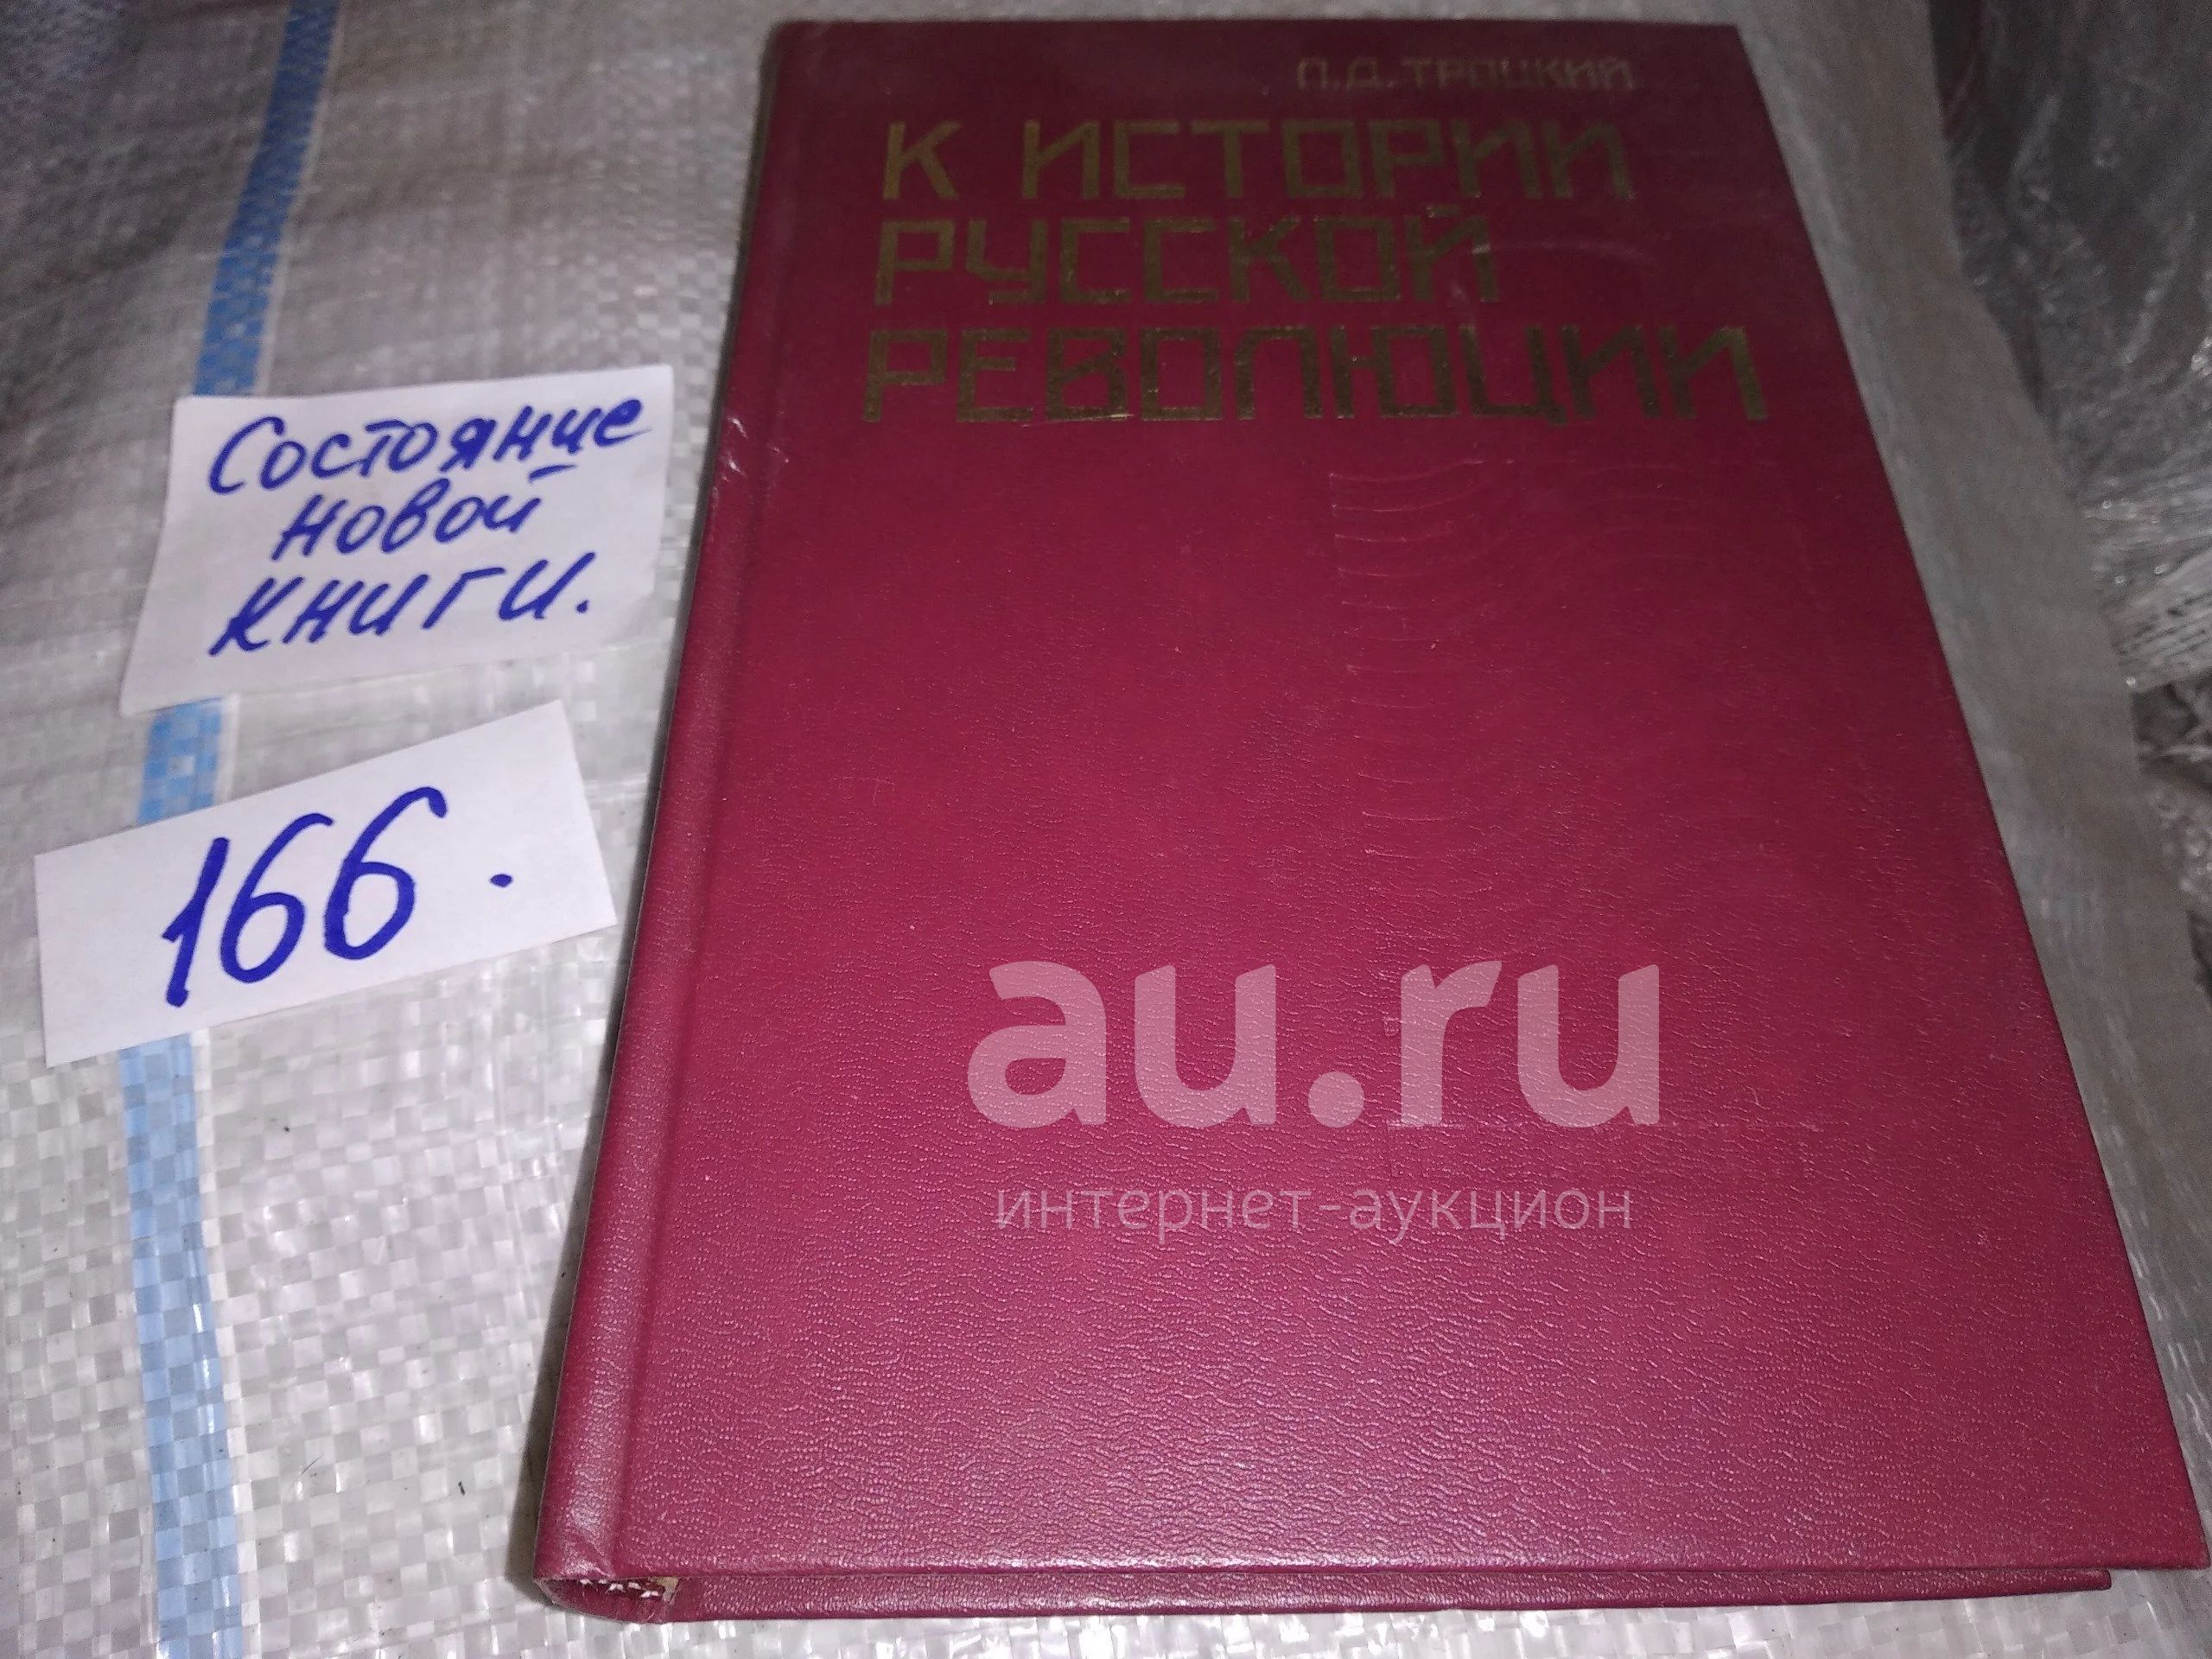 Л.Д.ТРОЦКИЙ
К ИСТОРИИ
РУССКОЙ
РЕВОЛЮЦИИ
Состояние
новой
книги.
166.
au.ru
интернет-аукцион